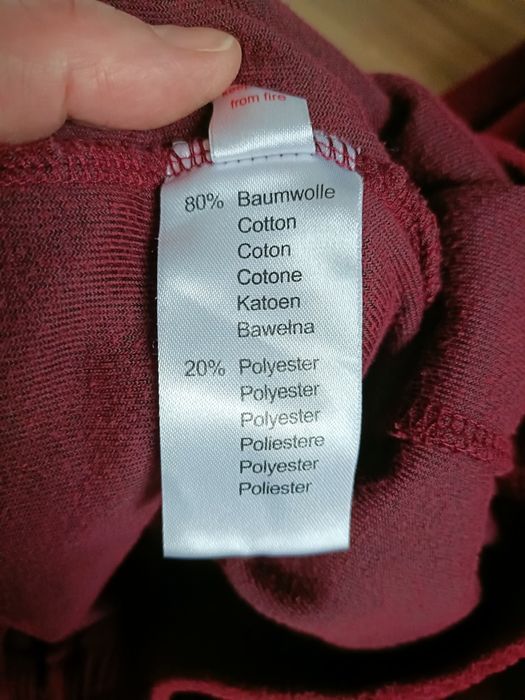 from fire
80% Baumwolle
Cotton
Coton
Cotone
Katoen
Bawełna
20% Polyester
Polyester
Polyester
Poliestere
Polyester
Poliester